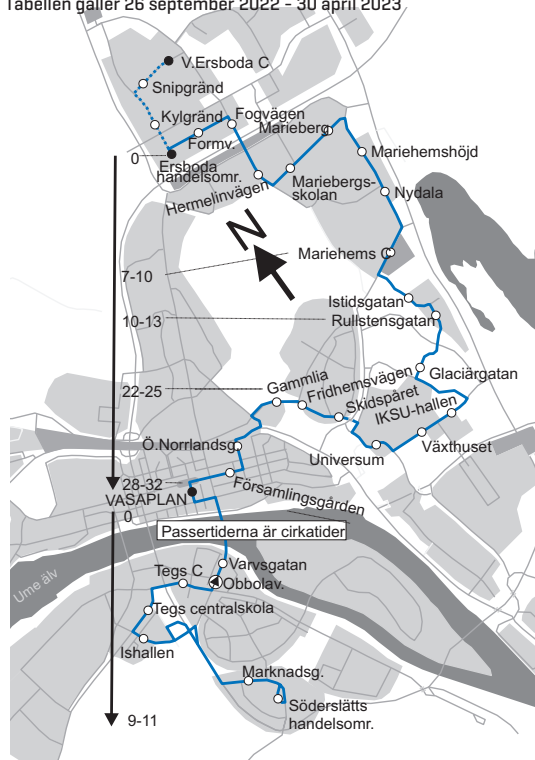 Tabellen gäller 26 september 2022 - 30 april 2023
V.Ersboda C
Snipgränd
Kylgränd
Fogvägen
Formv.
Marieberg
0
Ersboda
handelsomr.
Mariehemshöjd
Hermelinvägen
Mariebergs-
skolan
Nydala
N
Mariehems C
7-10
Istidsgatan
10-13
Rullstensgatan
Glaciärgatan
22-25
Gammlia
Fridhemsvägen
Skidspåret
IKSU-hallen
Ö.Norrlandsg.
Universum
Växthuset
28-32
VASAPLAN
Församlingsgården
0
Passertiderna är cirkatider
Ume älv
Varvsgatan
Tegs C
Obbolav.
Tegs centralskola
Ishallen
Marknadsg.
Söderslätts
handelsomr.
9-11